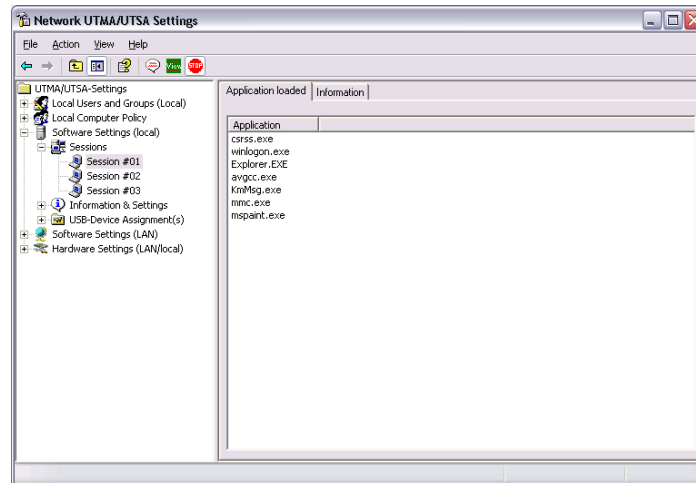 Network UTMA/UTSA Settings
File Action View Help
View STOP
UTMA/UTSA-Settings
Local Users and Groups (Local)
Local Computer Policy
Software Settings (local)
Sessions
Session #01
Session #02
Session #03
Information & Settings
USB-Device Assignment(s)
Software Settings (LAN)
Hardware Settings (LAN/local)
Application loaded Information
Application
csrss.exe
winlogon.exe
Explorer.EXE
avgcc.exe
KmMsg.exe
mmc.exe
mspaint.exe